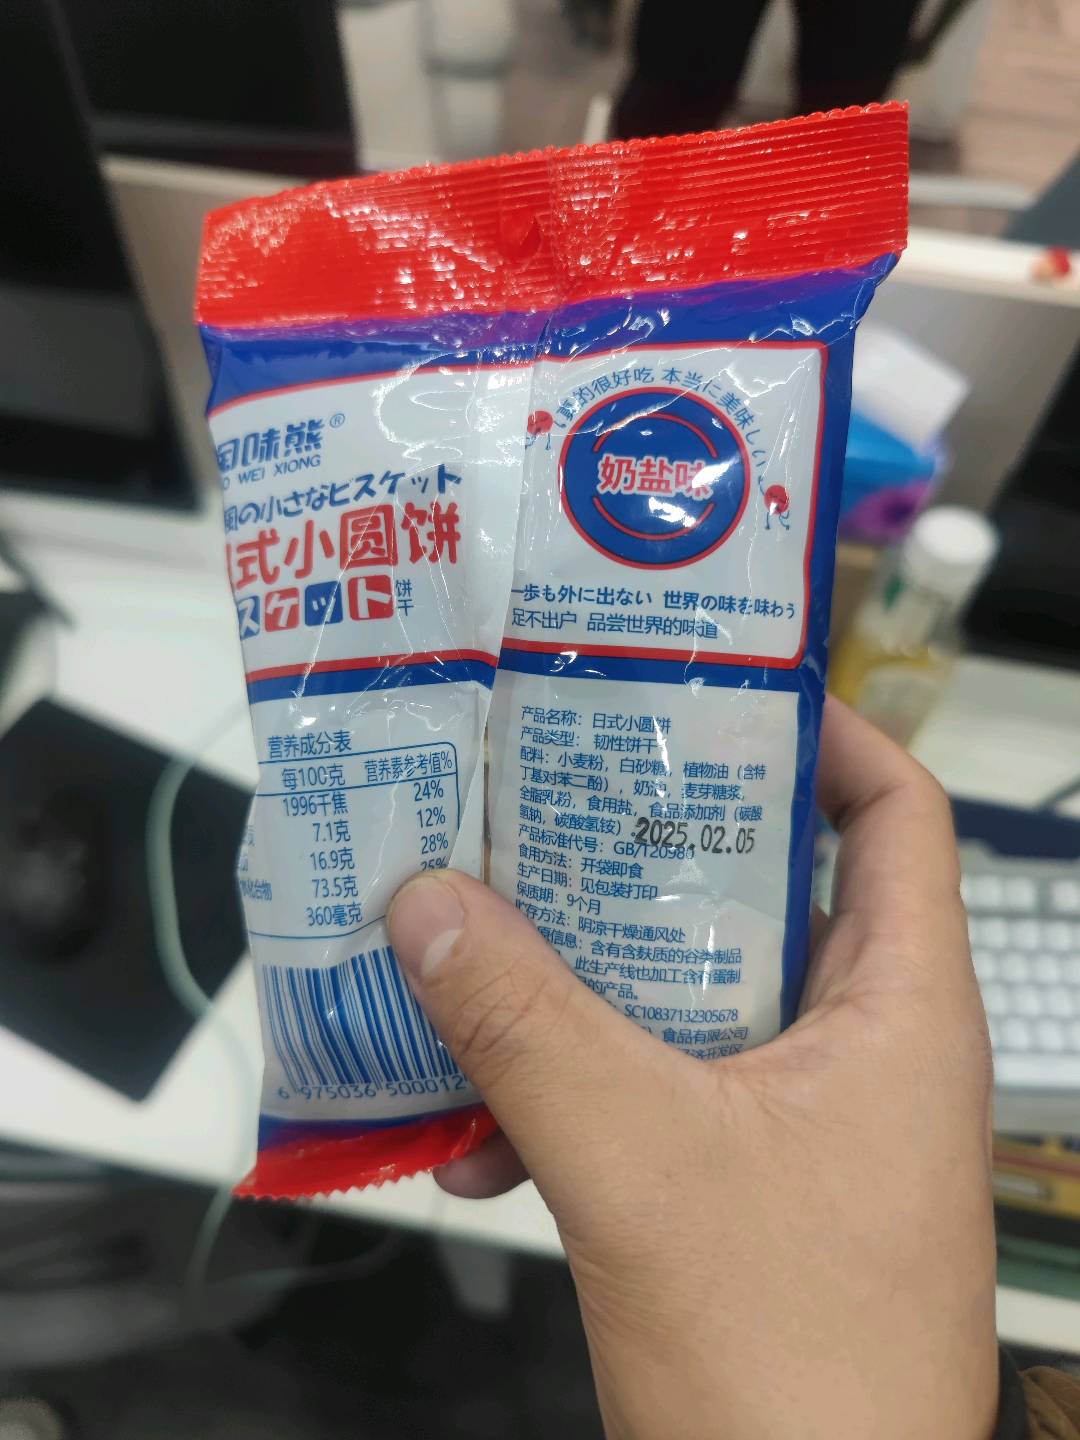 味熊®
WEI XIONG
の小さなビスケット
式小圆饼
スケット 饼干
营养成分表
每100克 营养素参考值%
1996千焦 24%
7.1克 12%
16.9克 28%
73.5克 25%
360毫克
6 975036 50001
真的很好吃 本当に美味しい
奶盐味
一歩も外に出ない 世界の味を味わう
足不出户 品尝世界的味道
产品名称：日式小圆饼
产品类型：韧性饼干
配料：小麦粉，白砂糖，植物油（含特
丁基对苯二酚），奶油，麦芽糖浆，
全脂乳粉，食用盐，食品添加剂（碳酸
氢钠，碳酸氢铵）
2025.02.05
产品标准代号：GB/T20980
食用方法：开袋即食
生产日期：见包装打印
保质期：9个月
贮存方法：阴凉干燥通风处
原信息：含有含麸质的谷类制品
此生产线也加工含有蛋制
的产品。
SC10837132305678
食品有限公司
济开发区